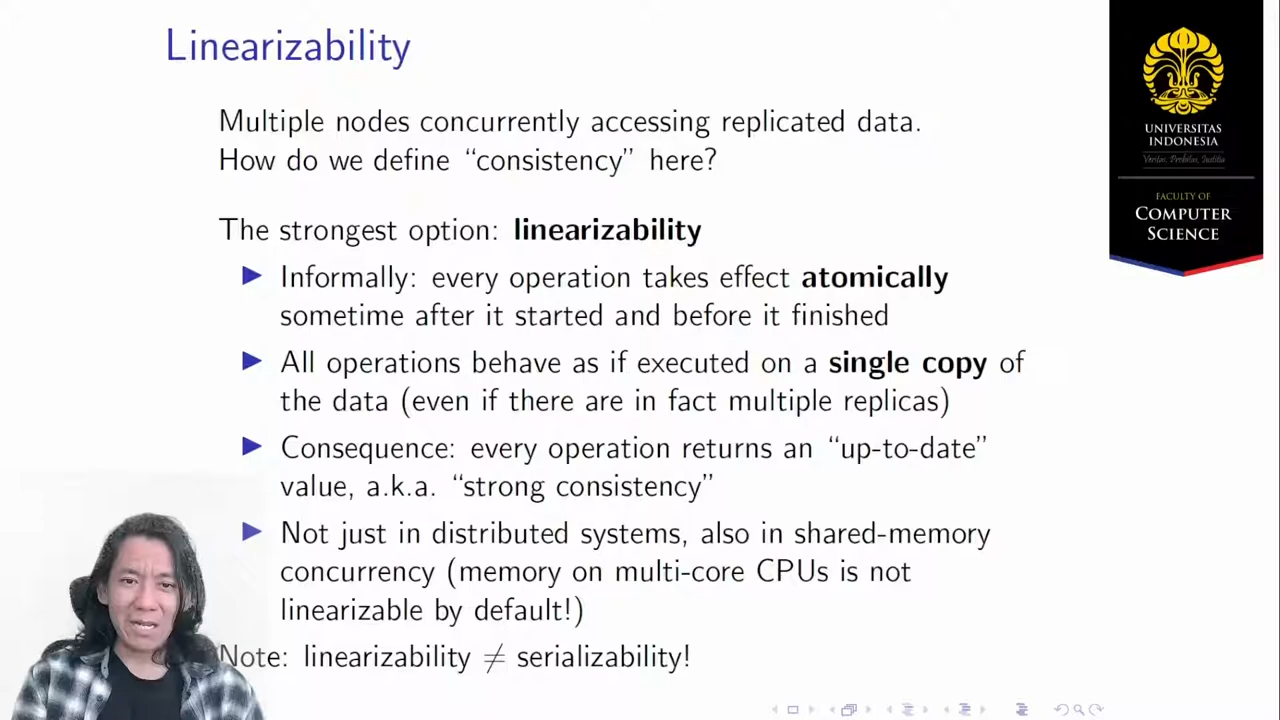 Linearizability
Multiple nodes concurrently accessing replicated data.
How do we define “consistency” here?
The strongest option: linearizability
Informally: every operation takes effect atomically
sometime after it started and before it finished
All operations behave as if executed on a single copy of
the data (even if there are in fact multiple replicas)
Consequence: every operation returns an “up-to-date”
value, a.k.a. “strong consistency”
Not just in distributed systems, also in shared-memory
concurrency (memory on multi-core CPUs is not
linearizable by default!)
Note: linearizability ≠ serializability!
UNIVERSITAS
INDONESIA
Veritas, Probitas, Iustitia
FACULTY OF
COMPUTER
SCIENCE